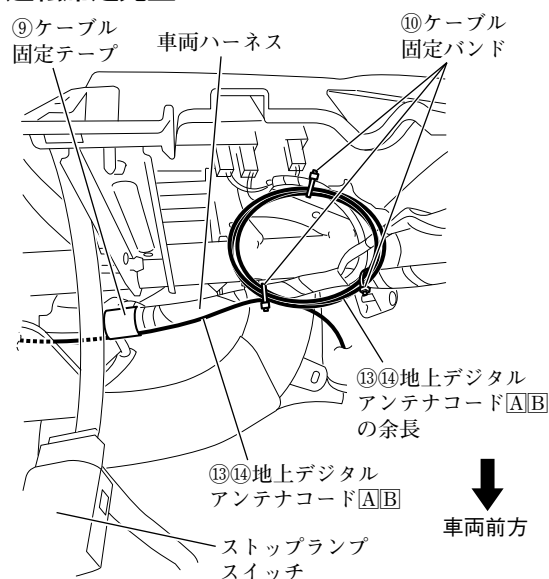 ⑨ケーブル
固定テープ
車両ハーネス
⑩ケーブル
固定バンド
⑬⑭地上デジタル
アンテナコードAB
の余長
⑬⑭地上デジタル
アンテナコードAB
車両前方
ストップランプ
スイッチ